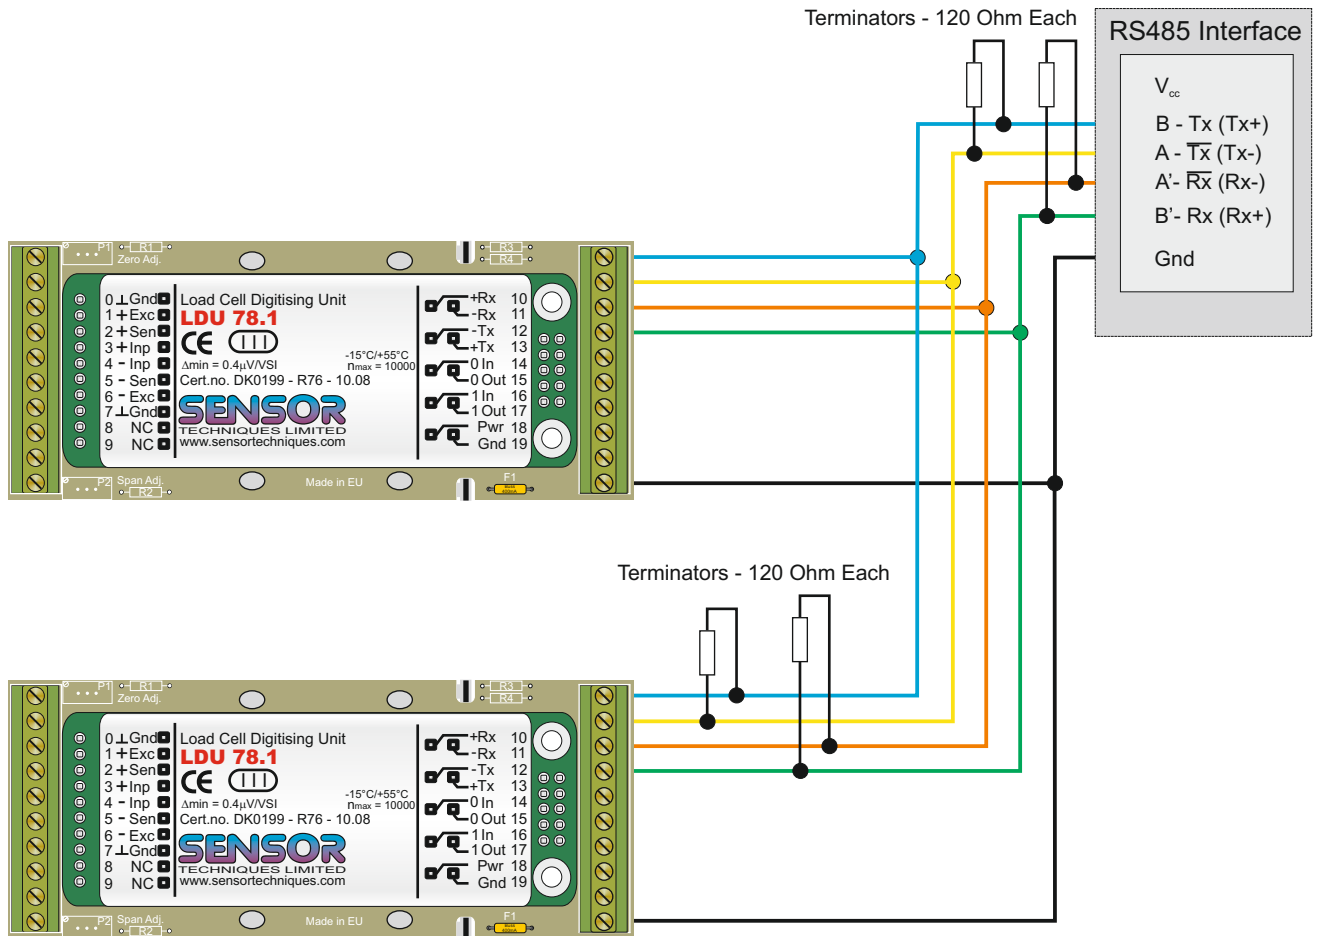 Terminators - 120 Ohm Each
RS485 Interface
Vcc
B - Tx (Tx+)
A - T̅x̅ (Tx-)
A'- R̅x̅ (Rx-)
B'- Rx (Rx+)
Gnd
P1
R1
Zero Adj.
R3
R4
0 ⊥ Gnd
1 + Exc
2 + Sen
3 + Inp
4 - Inp
5 - Sen
6 - Exc
7 ⊥ Gnd
8 NC
9 NC
Load Cell Digitising Unit
LDU 78.1
CE
-15°C/+55°C
Δmin = 0.4µV/VSI
nmax = 10000
Cert.no. DK0199 - R76 - 10.08
SENSOR
TECHNIQUES LIMITED
www.sensortechniques.com
+Rx 10
-Rx 11
-Tx 12
+Tx 13
0 In 14
0 Out 15
1 In 16
1 Out 17
Pwr 18
Gnd 19
P2
Span Adj.
R2
Made in EU
F1
Terminators - 120 Ohm Each
P1
R1
Zero Adj.
R3
R4
0 ⊥ Gnd
1 + Exc
2 + Sen
3 + Inp
4 - Inp
5 - Sen
6 - Exc
7 ⊥ Gnd
8 NC
9 NC
Load Cell Digitising Unit
LDU 78.1
CE
-15°C/+55°C
Δmin = 0.4µV/VSI
nmax = 10000
Cert.no. DK0199 - R76 - 10.08
SENSOR
TECHNIQUES LIMITED
www.sensortechniques.com
+Rx 10
-Rx 11
-Tx 12
+Tx 13
0 In 14
0 Out 15
1 In 16
1 Out 17
Pwr 18
Gnd 19
P2
Span Adj.
R2
Made in EU
F1